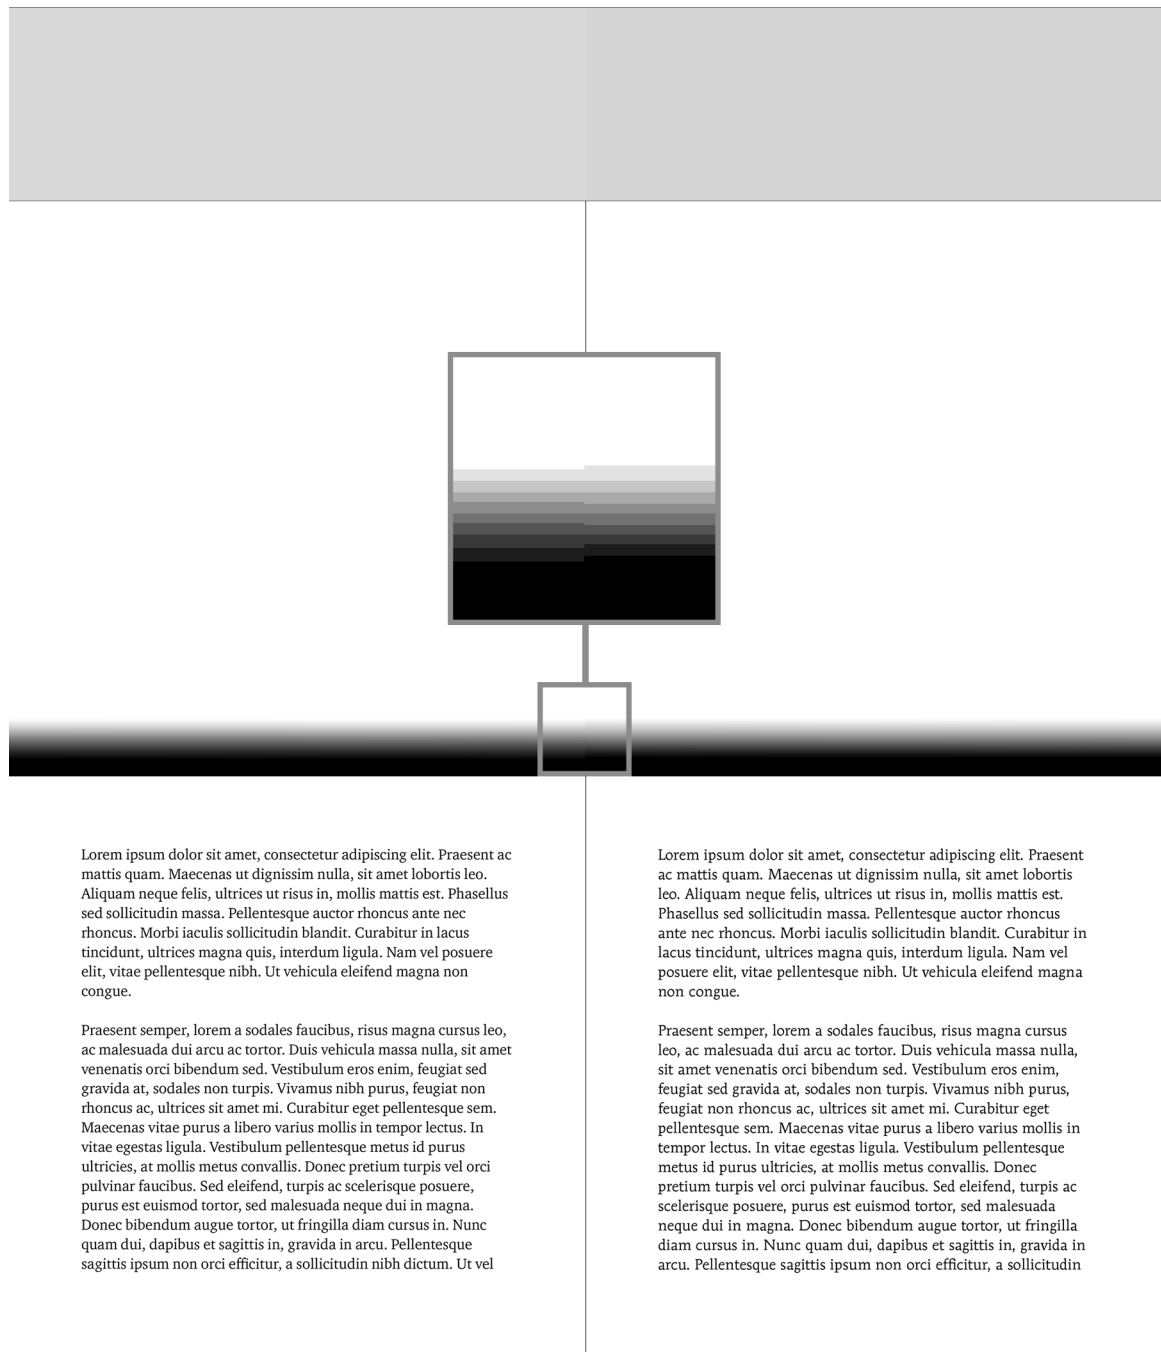 Lorem ipsum dolor sit amet, consectetur adipiscing elit. Praesent ac
mattis quam. Maecenas ut dignissim nulla, sit amet lobortis leo.
Aliquam neque felis, ultrices ut risus in, mollis mattis est. Phasellus
sed sollicitudin massa. Pellentesque auctor rhoncus ante nec
rhoncus. Morbi iaculis sollicitudin blandit. Curabitur in lacus
tincidunt, ultrices magna quis, interdum ligula. Nam vel posuere
elit, vitae pellentesque nibh. Ut vehicula eleifend magna non
congue.
Praesent semper, lorem a sodales faucibus, risus magna cursus leo,
ac malesuada dui arcu ac tortor. Duis vehicula massa nulla, sit amet
venenatis orci bibendum sed. Vestibulum eros enim, feugiat sed
gravida at, sodales non turpis. Vivamus nibh purus, feugiat non
rhoncus ac, ultrices sit amet mi. Curabitur eget pellentesque sem.
Maecenas vitae purus a libero varius mollis in tempor lectus. In
vitae egestas ligula. Vestibulum pellentesque metus id purus
ultricies, at mollis metus convallis. Donec pretium turpis vel orci
pulvinar faucibus. Sed eleifend, turpis ac scelerisque posuere,
purus est euismod tortor, sed malesuada neque dui in magna.
Donec bibendum augue tortor, ut fringilla diam cursus in. Nunc
quam dui, dapibus et sagittis in, gravida in arcu. Pellentesque
sagittis ipsum non orci efficitur, a sollicitudin nibh dictum. Ut vel
Lorem ipsum dolor sit amet, consectetur adipiscing elit. Praesent
ac mattis quam. Maecenas ut dignissim nulla, sit amet lobortis
leo. Aliquam neque felis, ultrices ut risus in, mollis mattis est.
Phasellus sed sollicitudin massa. Pellentesque auctor rhoncus
ante nec rhoncus. Morbi iaculis sollicitudin blandit. Curabitur in
lacus tincidunt, ultrices magna quis, interdum ligula. Nam vel
posuere elit, vitae pellentesque nibh. Ut vehicula eleifend magna
non congue.
Praesent semper, lorem a sodales faucibus, risus magna cursus
leo, ac malesuada dui arcu ac tortor. Duis vehicula massa nulla,
sit amet venenatis orci bibendum sed. Vestibulum eros enim,
feugiat sed gravida at, sodales non turpis. Vivamus nibh purus,
feugiat non rhoncus ac, ultrices sit amet mi. Curabitur eget
pellentesque sem. Maecenas vitae purus a libero varius mollis in
tempor lectus. In vitae egestas ligula. Vestibulum pellentesque
metus id purus ultricies, at mollis metus convallis. Donec
pretium turpis vel orci pulvinar faucibus. Sed eleifend, turpis ac
scelerisque posuere, purus est euismod tortor, sed malesuada
neque dui in magna. Donec bibendum augue tortor, ut fringilla
diam cursus in. Nunc quam dui, dapibus et sagittis in, gravida in
arcu. Pellentesque sagittis ipsum non orci efficitur, a sollicitudin